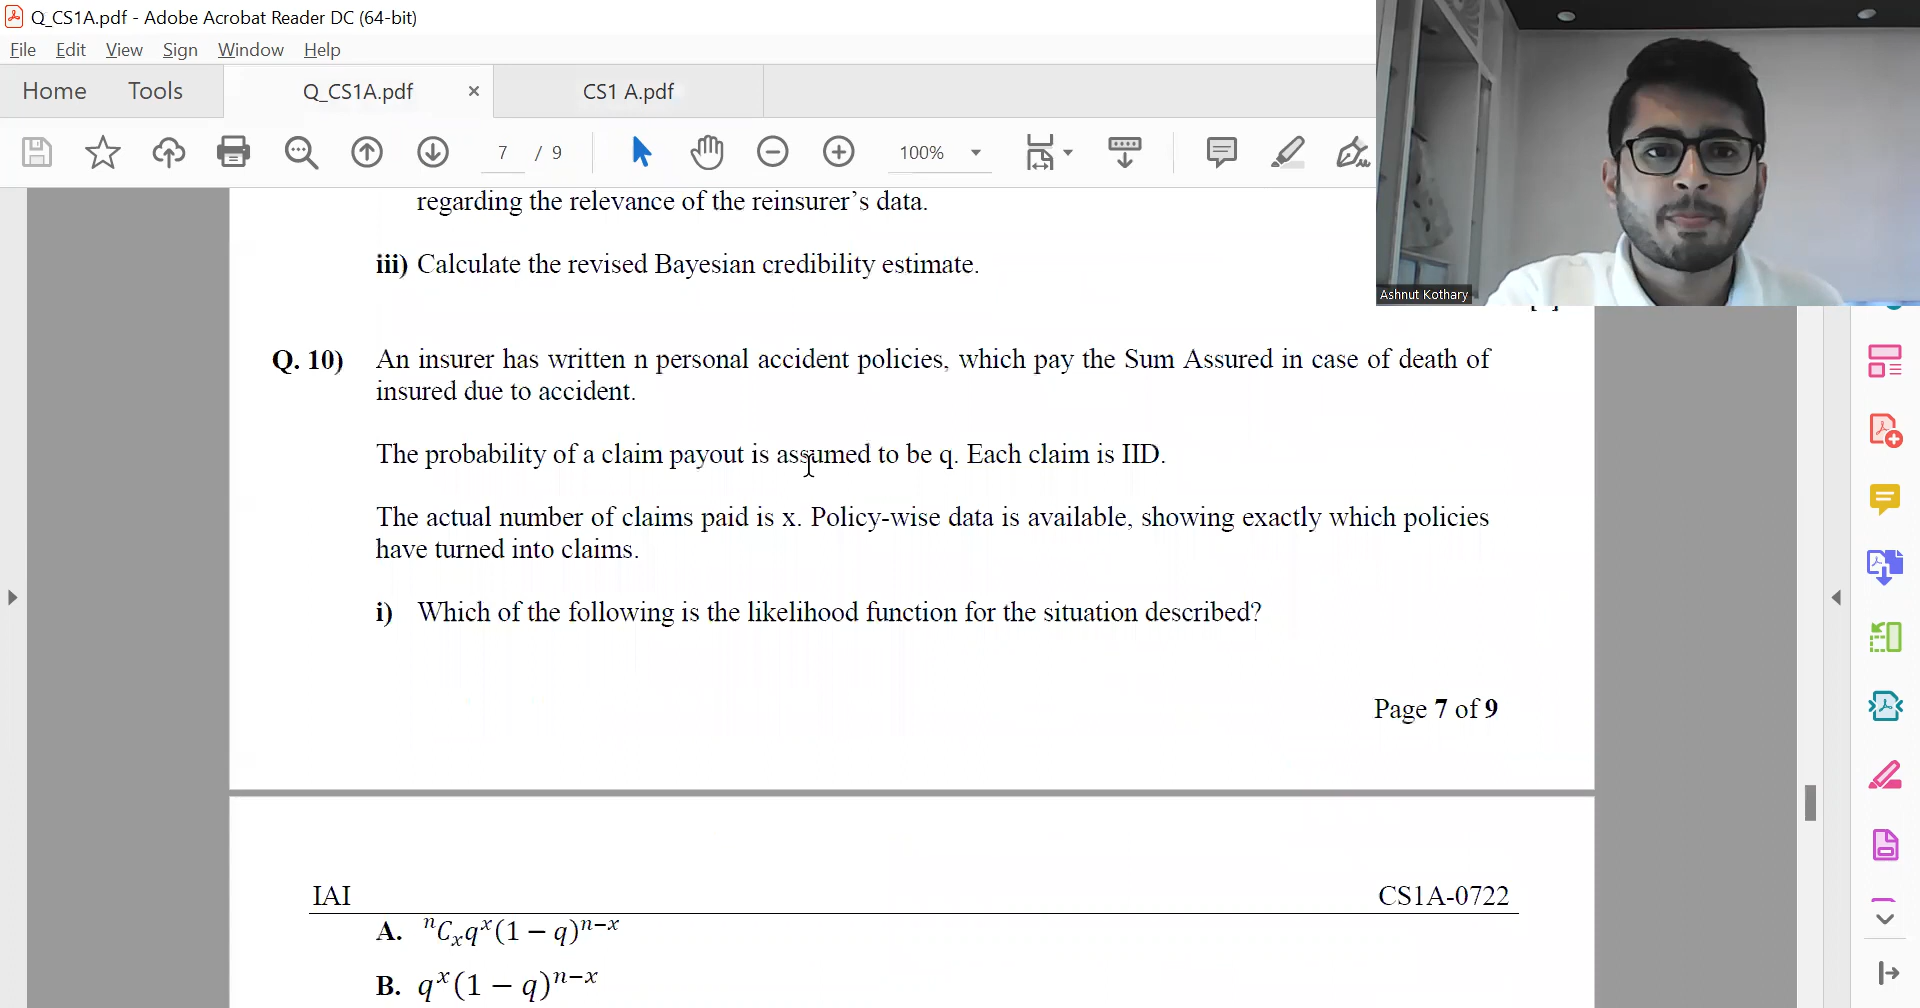 Q_CS1A.pdf - Adobe Acrobat Reader DC (64-bit)
File Edit View Sign Window Help
Home Tools Q_CS1A.pdf × CS1 A.pdf
7 / 9 100%
Ashnut Kothary
regarding the relevance of the reinsurer's data.
iii) Calculate the revised Bayesian credibility estimate.
Q. 10) An insurer has written n personal accident policies, which pay the Sum Assured in case of death of
insured due to accident.
The probability of a claim payout is assumed to be q. Each claim is IID.
The actual number of claims paid is x. Policy-wise data is available, showing exactly which policies
have turned into claims.
i) Which of the following is the likelihood function for the situation described?
Page 7 of 9
IAI CS1A-0722
A. ⁿCₓqˣ(1 − q)ⁿ⁻ˣ
B. qˣ(1 − q)ⁿ⁻ˣ